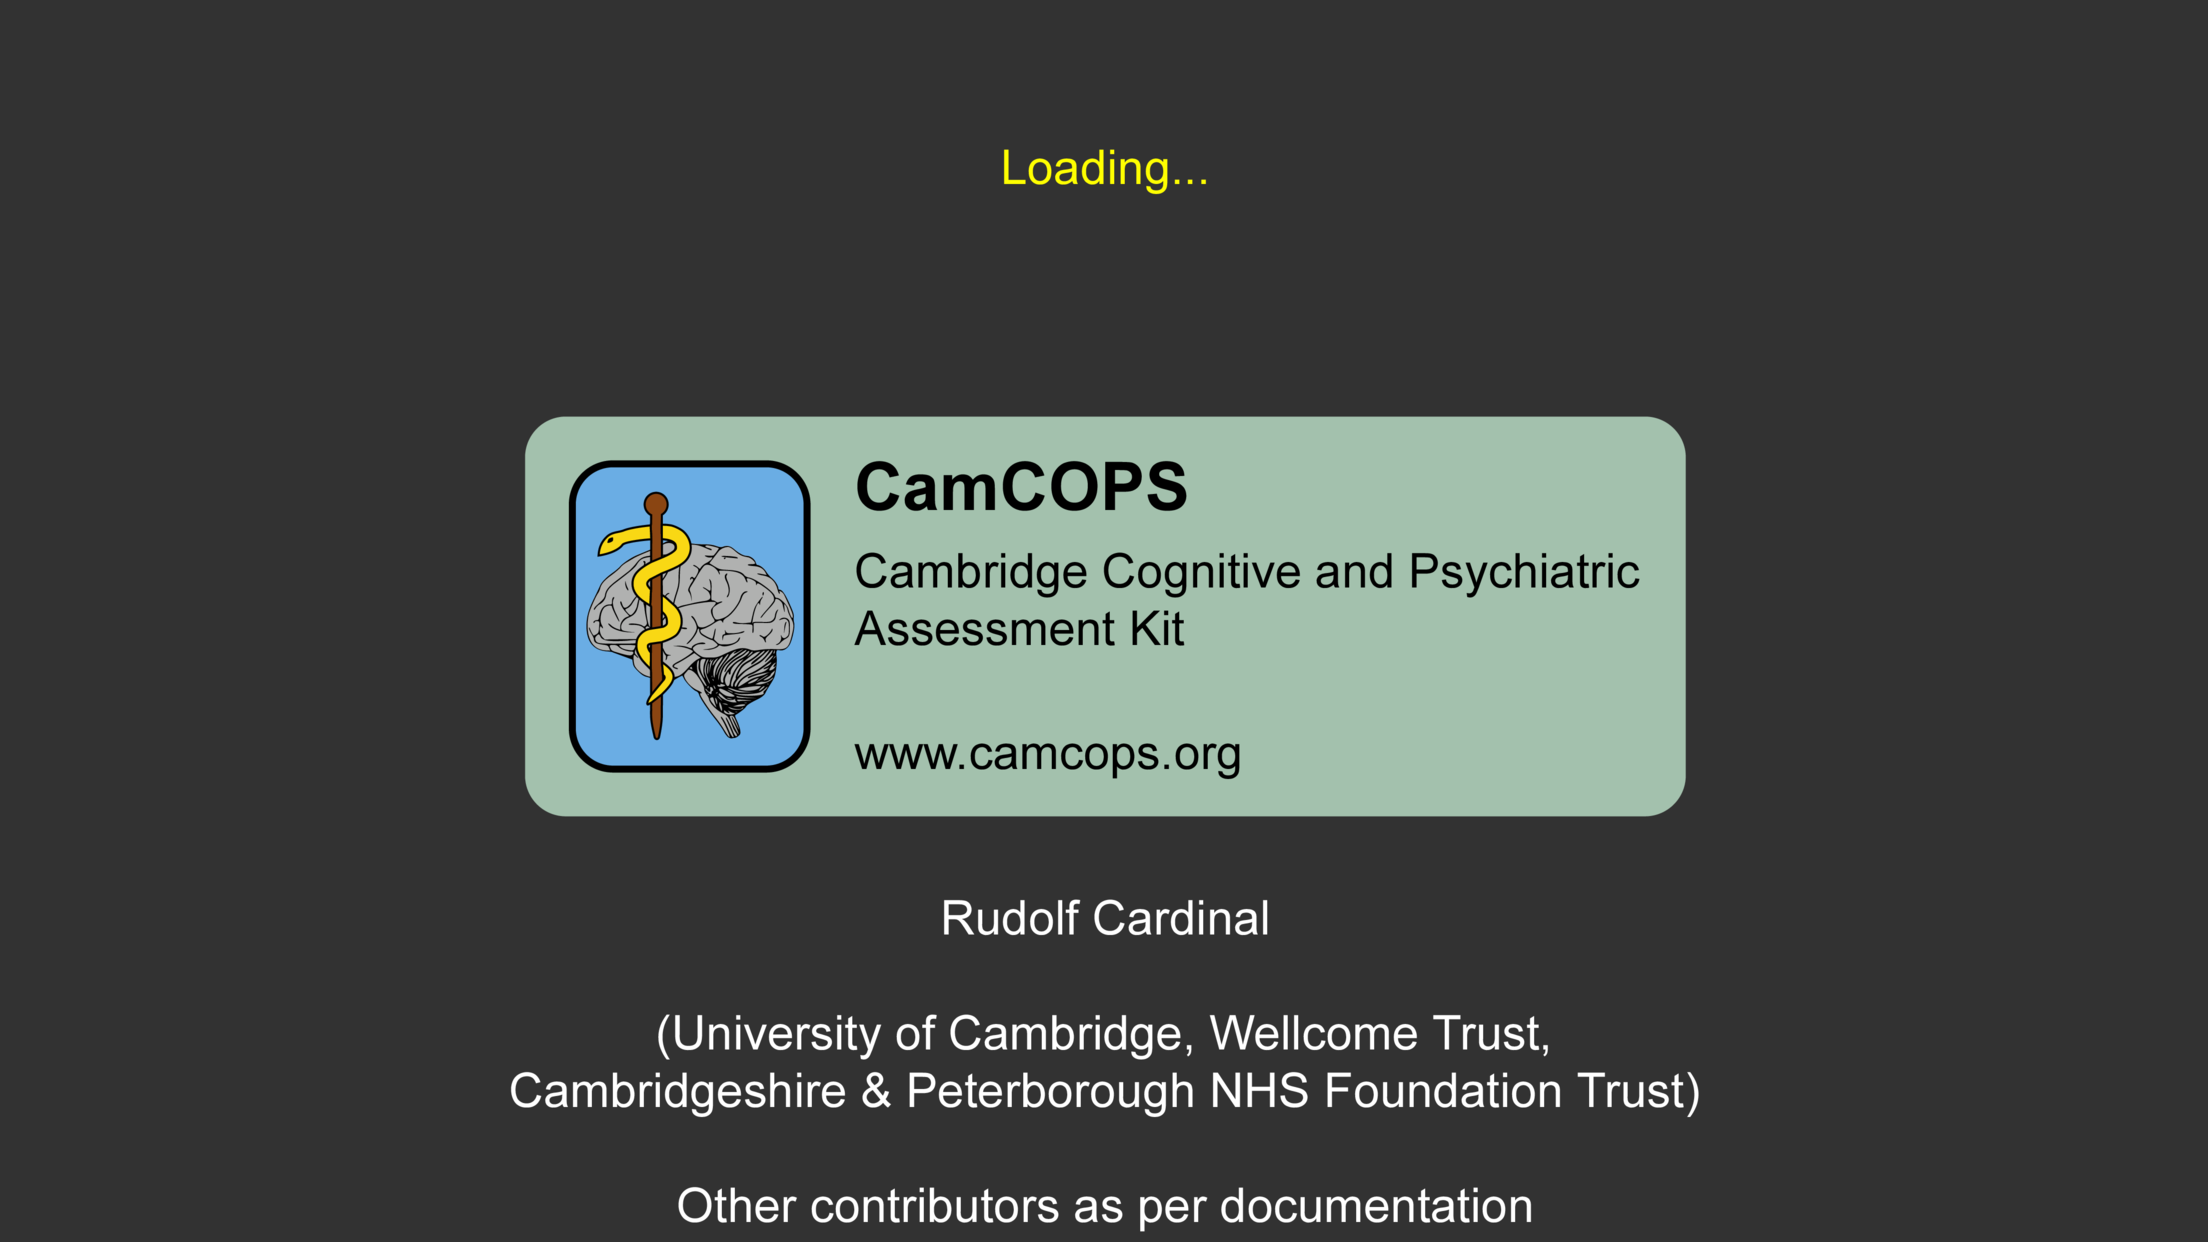 Loading...
CamCOPS
Cambridge Cognitive and Psychiatric
Assessment Kit
www.camcops.org
Rudolf Cardinal
(University of Cambridge, Wellcome Trust,
Cambridgeshire & Peterborough NHS Foundation Trust)
Other contributors as per documentation